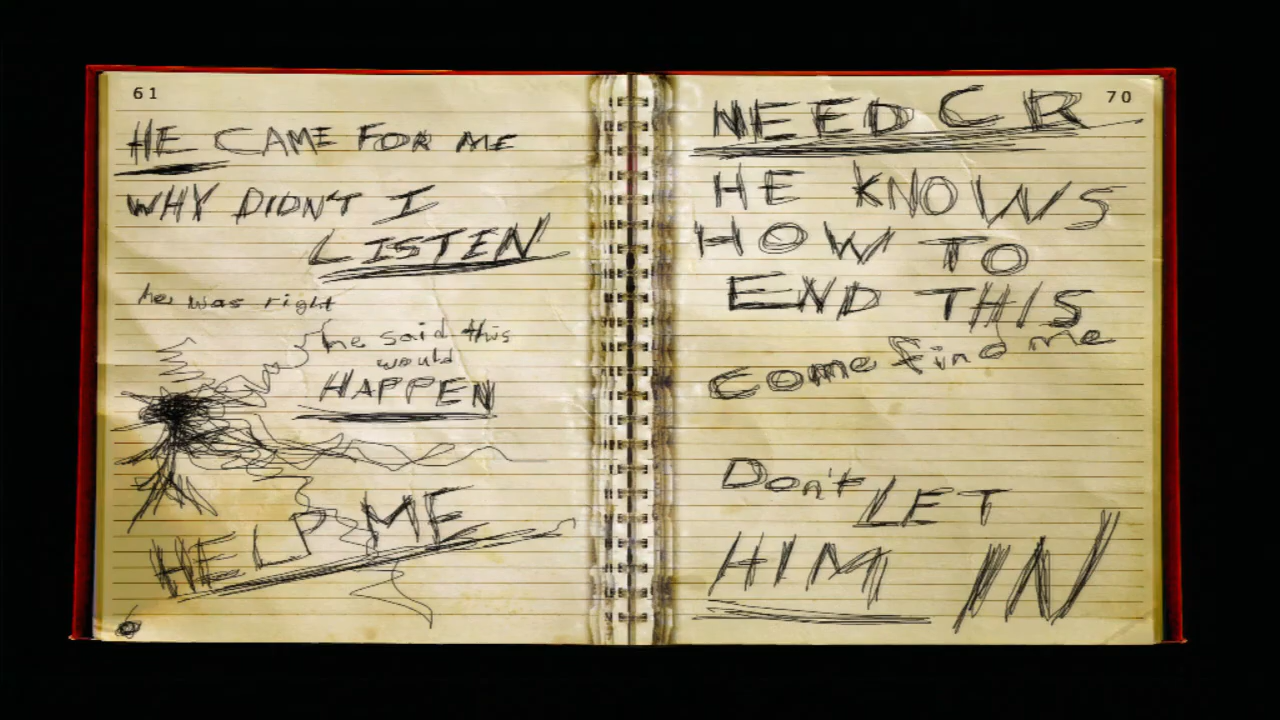 61
HE CAME FOR ME
WHY DIDN'T I
LISTEN
he was right
he said this
would
HAPPEN
HELP ME
70
NEED CR
HE KNOWS
HOW TO
END THIS
come find me
Don't LET
HIM IN